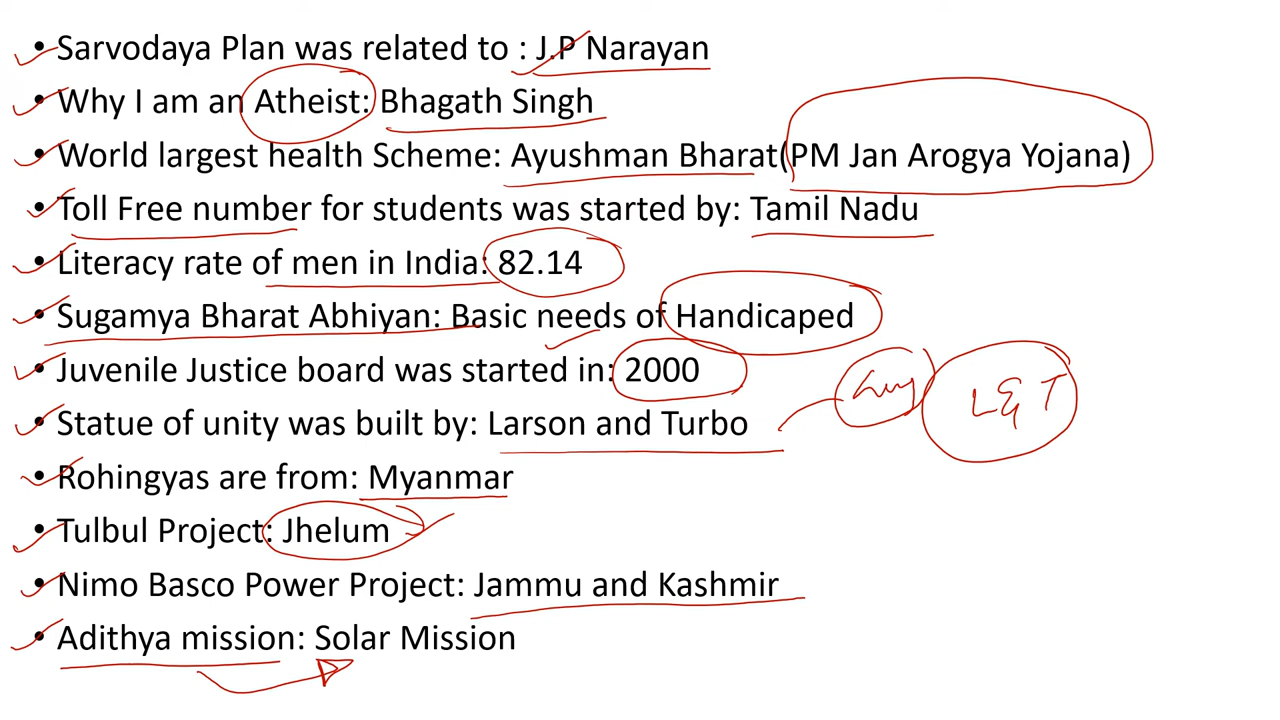 • Sarvodaya Plan was related to : J.P Narayan
• Why I am an Atheist: Bhagath Singh
• World largest health Scheme: Ayushman Bharat(PM Jan Arogya Yojana)
• Toll Free number for students was started by: Tamil Nadu
• Literacy rate of men in India: 82.14
• Sugamya Bharat Abhiyan: Basic needs of Handicaped
• Juvenile Justice board was started in: 2000
L&T
• Statue of unity was built by: Larson and Turbo
• Rohingyas are from: Myanmar
• Tulbul Project: Jhelum
• Nimo Basco Power Project: Jammu and Kashmir
• Adithya mission: Solar Mission